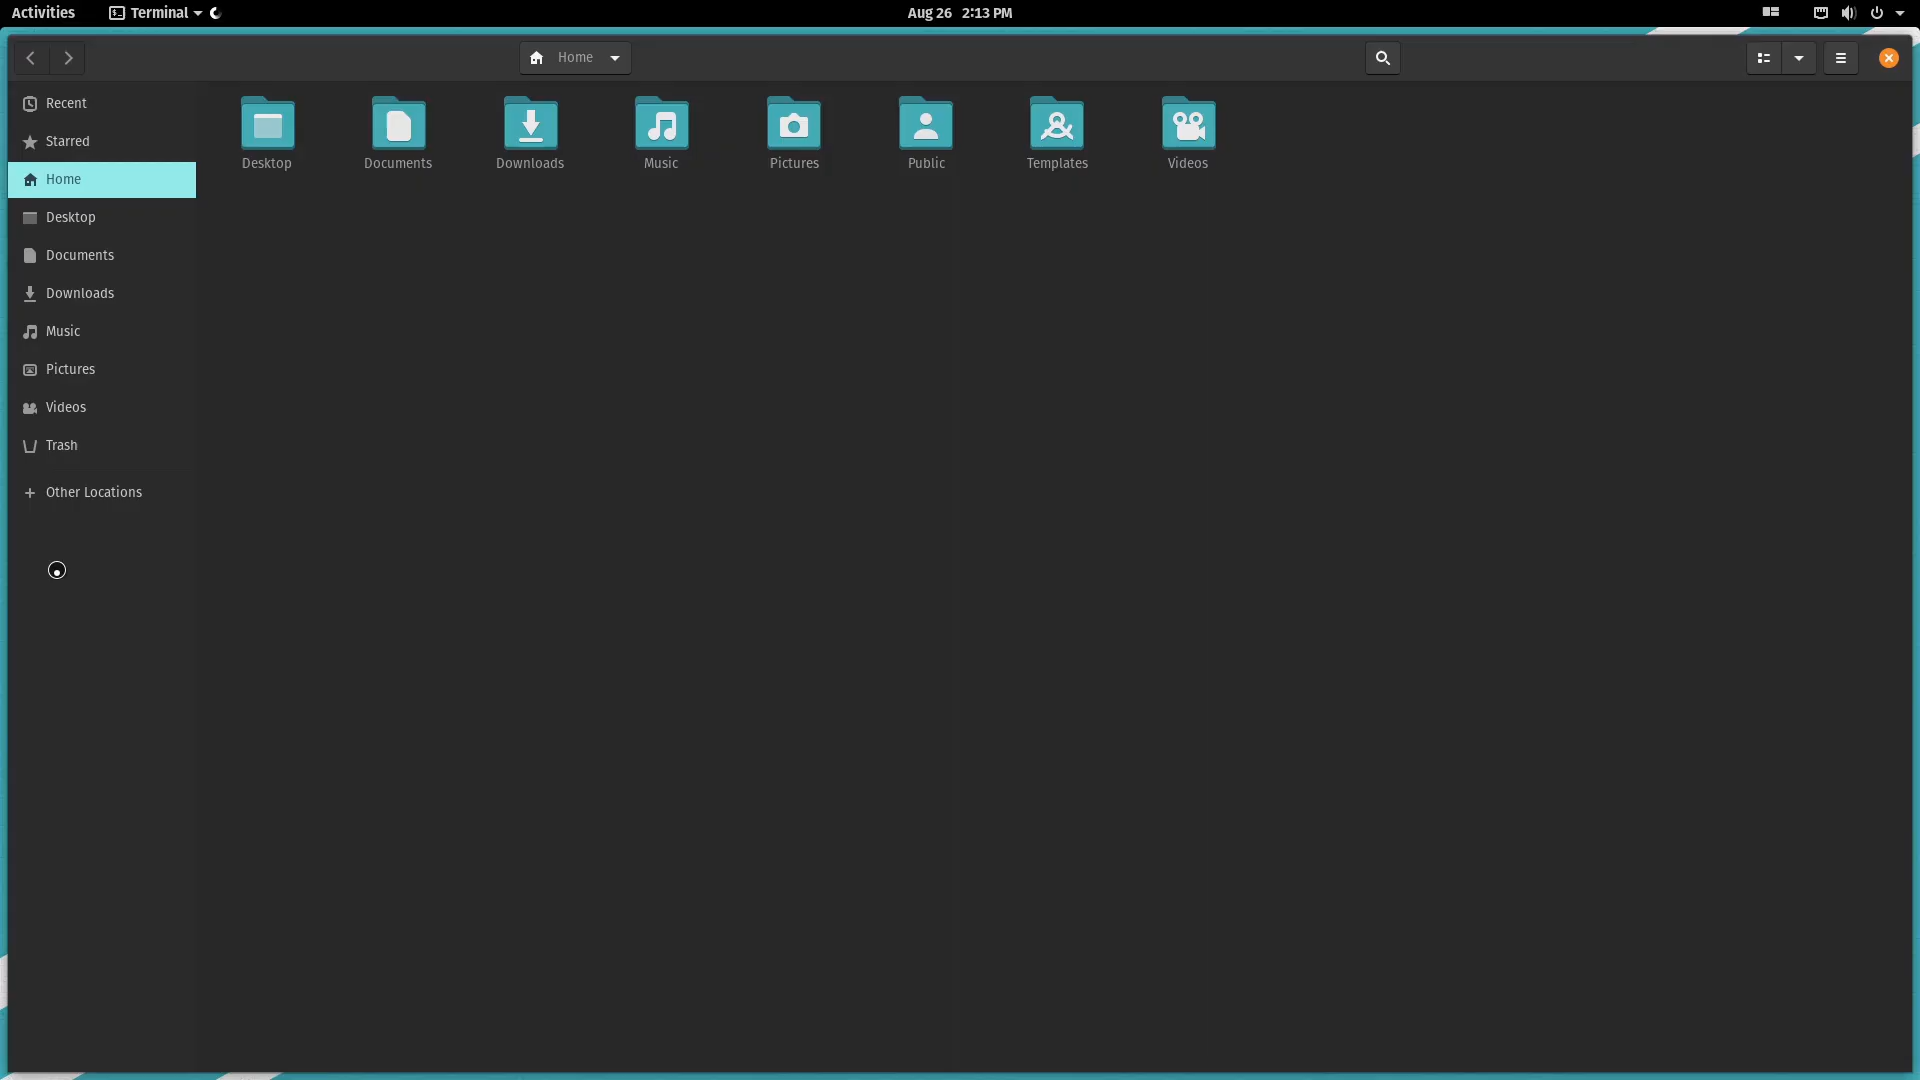 Activities Terminal Aug 26 2:13 PM
Home
Recent
Starred
Home
Desktop
Documents
Downloads
Music
Pictures
Videos
Trash
Other Locations
Desktop Documents Downloads Music Pictures Public Templates Videos